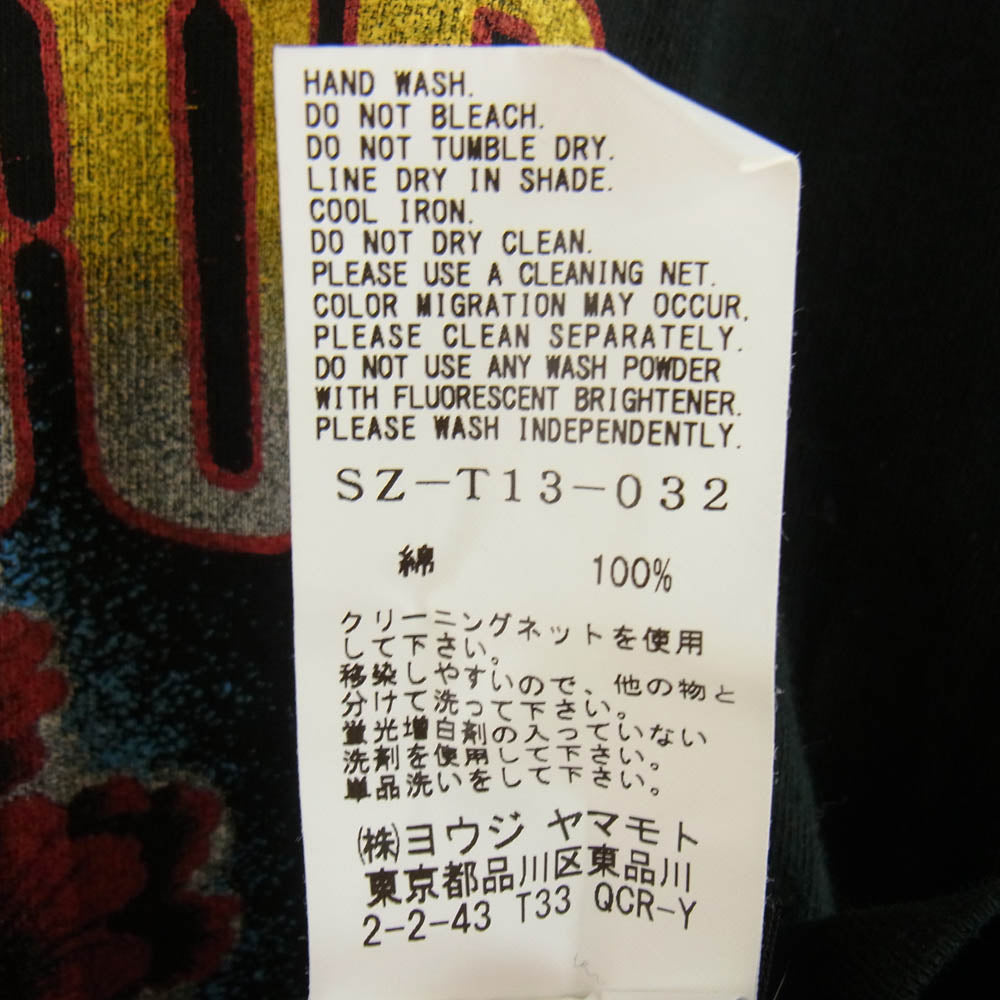 HAND WASH.
DO NOT BLEACH.
DO NOT TUMBLE DRY.
LINE DRY IN SHADE.
COOL IRON.
DO NOT DRY CLEAN.
PLEASE USE A CLEANING NET.
COLOR MIGRATION MAY OCCUR,
PLEASE CLEAN SEPARATELY.
DO NOT USE ANY WASH POWDER
WITH FLUORESCENT BRIGHTENER.
PLEASE WASH INDEPENDENTLY.
SZ-T13-032
綿 100%
クリーニングネットを使用
して下さい。
移染しやすいので、他の物と
分けて洗って下さい。
蛍光増白剤の入っていない
洗剤を使用して下さい。
単品洗いをして下さい。
(株)ヨウジ ヤマモト
東京都品川区東品川
2-2-43 T33 QCR-Y